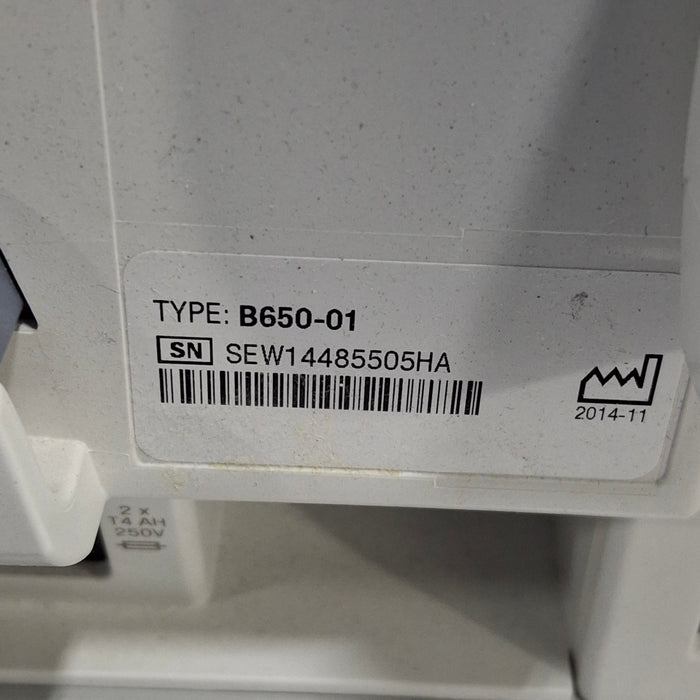 TYPE: B650-01
SN SEW14485505HA
2014-11
2 x
T4 AH
250V